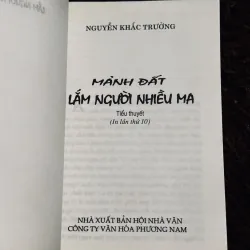 NGUYỄN KHẮC TRƯỜNG
MẢNH ĐẤT
LẮM NGƯỜI NHIỀU MA
Tiểu thuyết
(In lần thứ 10)
NHÀ XUẤT BẢN HỘI NHÀ VĂN
CÔNG TY VĂN HÓA PHƯƠNG NAM